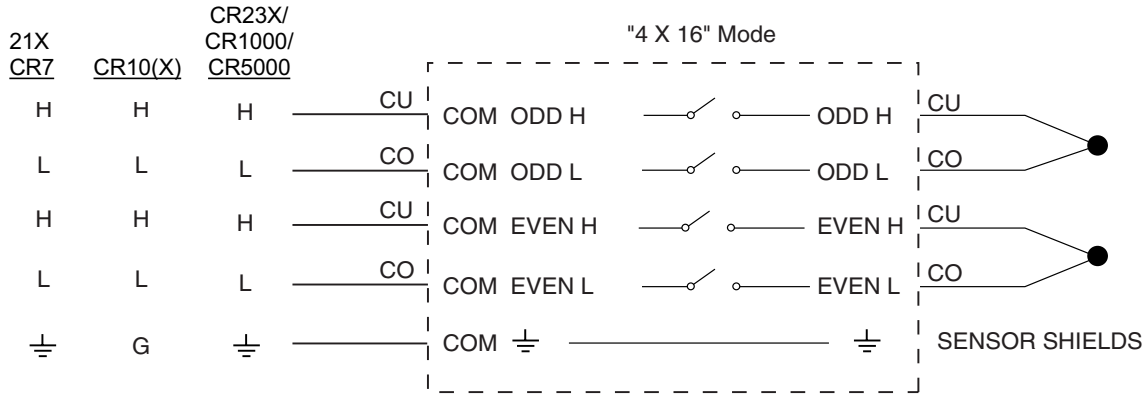 CR23X/
21X CR1000/ "4 X 16" Mode
CR7 CR10(X) CR5000
H H H CU COM ODD H ODD H CU
L L L CO COM ODD L ODD L CO
H H H CU COM EVEN H EVEN H CU
L L L CO COM EVEN L EVEN L CO
G COM SENSOR SHIELDS